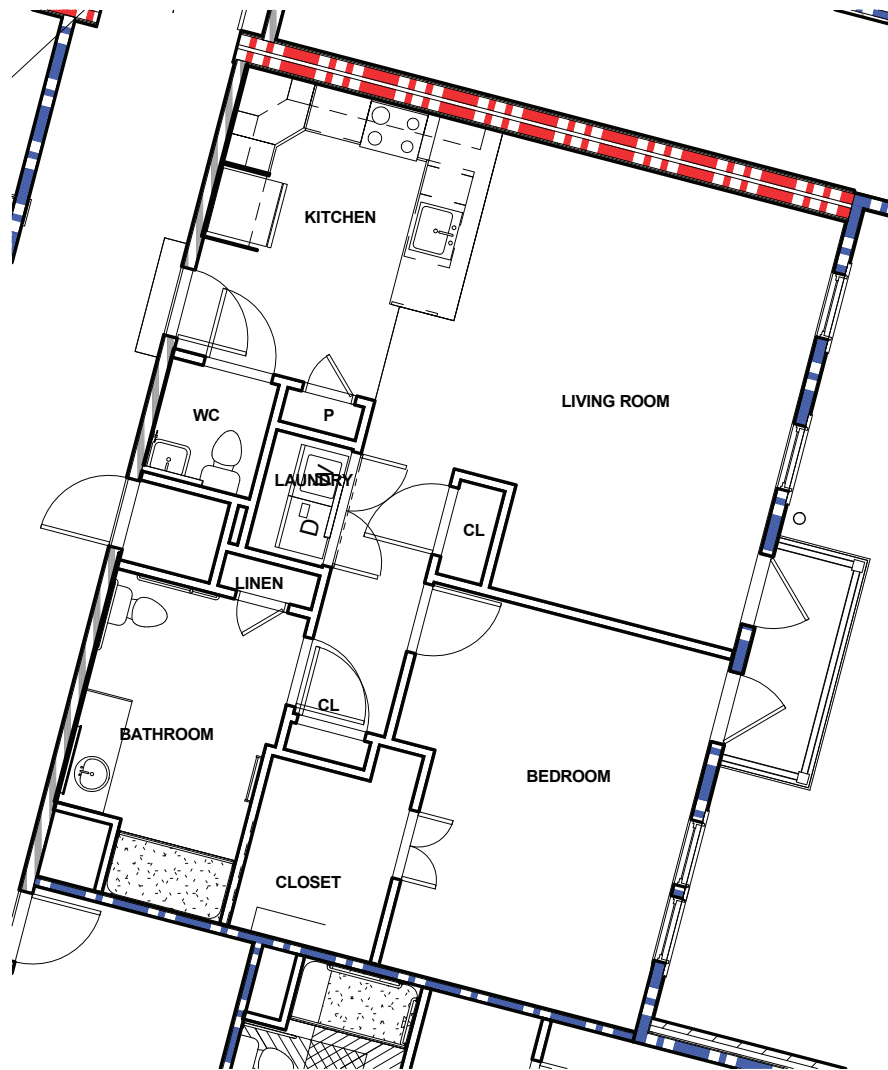 KITCHEN
LIVING ROOM
WC
P
LAUNDRY
W
D
CL
LINEN
CL
BATHROOM
BEDROOM
CLOSET